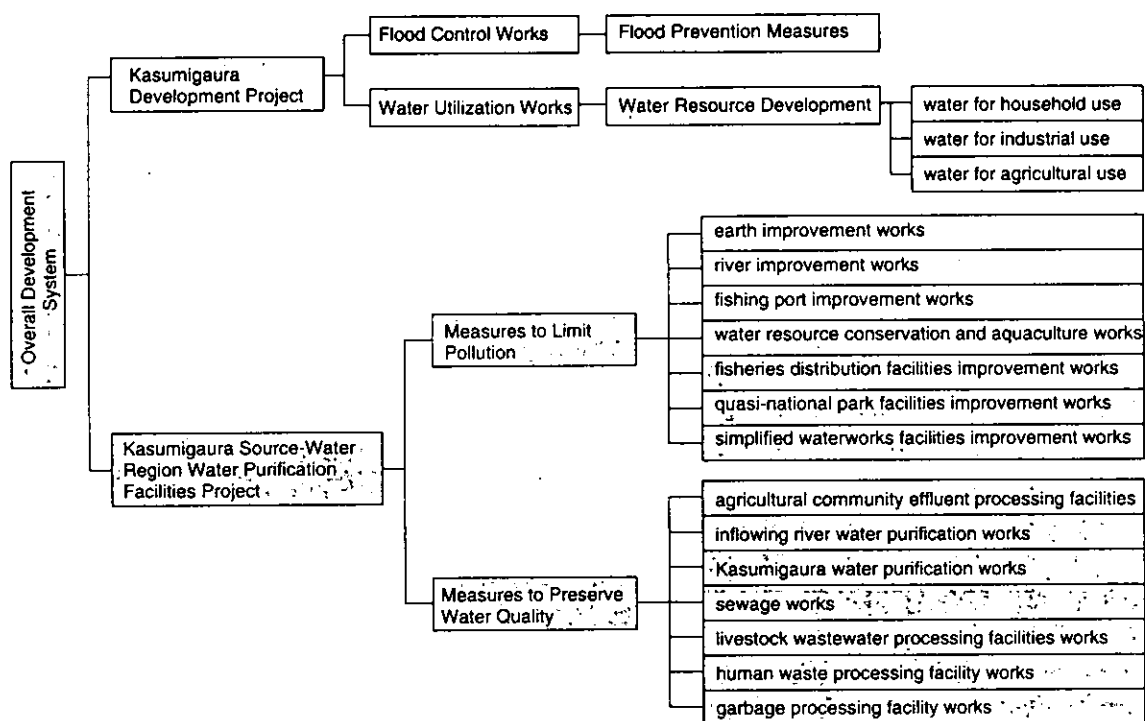 Overall Development
System
Kasumigaura
Development Project
Flood Control Works
Flood Prevention Measures
Water Utilization Works
Water Resource Development
water for household use
water for industrial use
water for agricultural use
Kasumigaura Source-Water
Region Water Purification
Facilities Project
Measures to Limit
Pollution
earth improvement works
river improvement works
fishing port improvement works
water resource conservation and aquaculture works
fisheries distribution facilities improvement works
quasi-national park facilities improvement works
simplified waterworks facilities improvement works
Measures to Preserve
Water Quality
agricultural community effluent processing facilities
inflowing river water purification works
Kasumigaura water purification works
sewage works
livestock wastewater processing facilities works
human waste processing facility works
garbage processing facility works